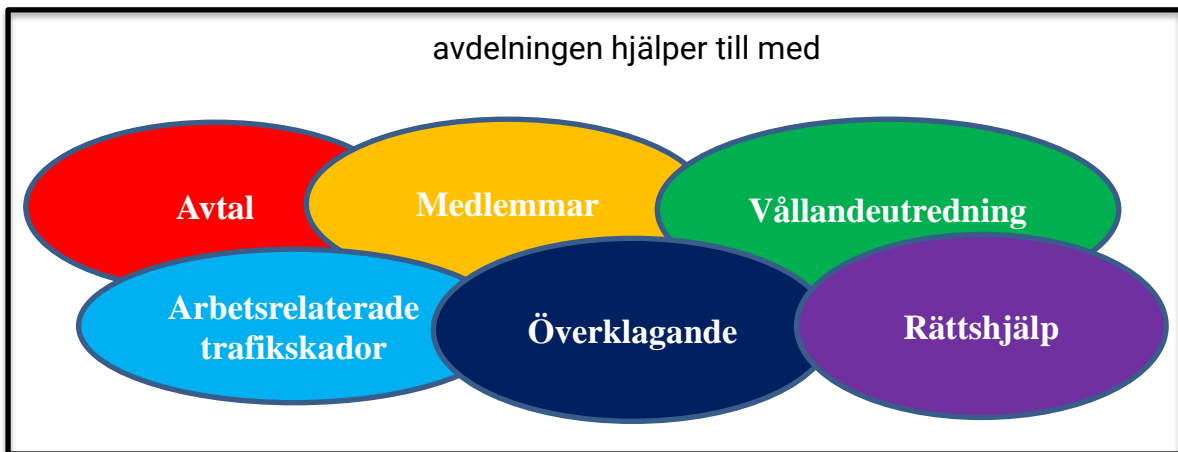 avdelningen hjälper till med
Avtal
Medlemmar
Vållandeutredning
Arbetsrelaterade
trafikskador
Överklagande
Rättshjälp